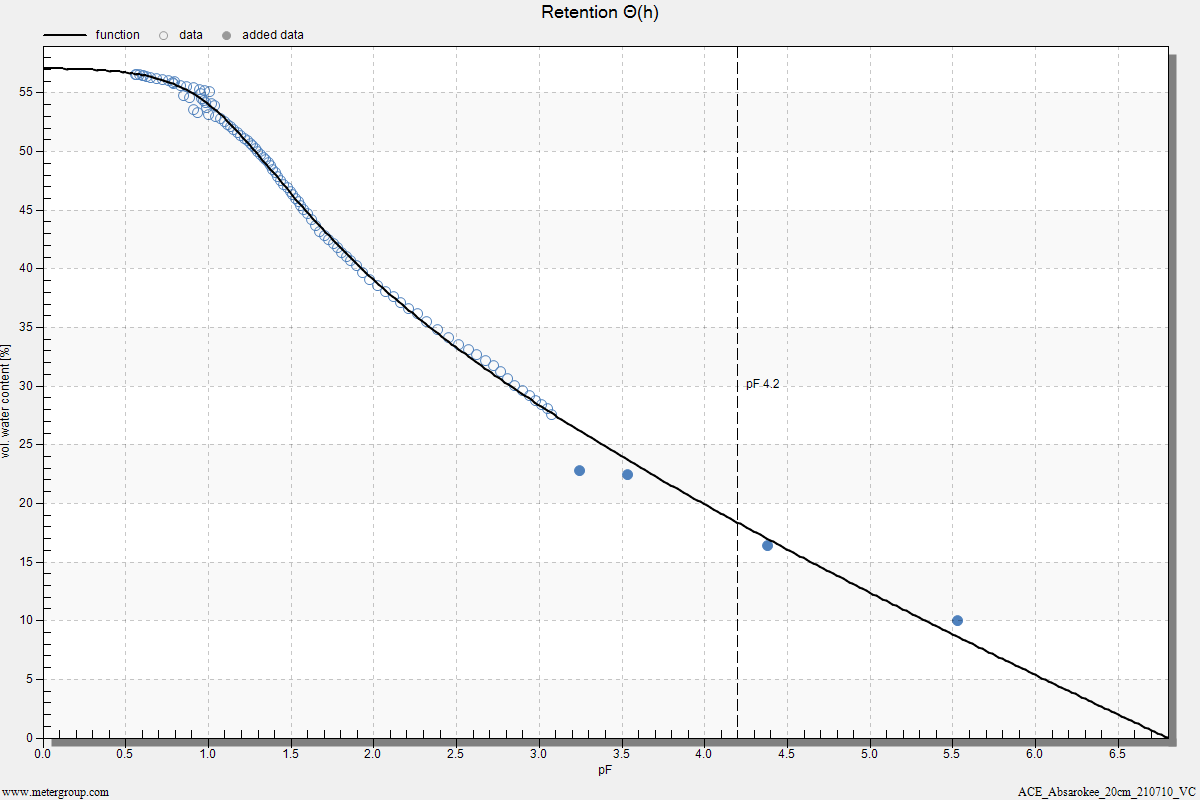 Retention Θ(h)
function data added data
55
50
45
40
35
30
25
20
15
10
5
0
vol. water content [%]
pF 4.2
0.0 0.5 1.0 1.5 2.0 2.5 3.0 3.5 4.0 4.5 5.0 5.5 6.0 6.5
pF
www.metergroup.com ACE_Absarokee_20cm_210710_VC